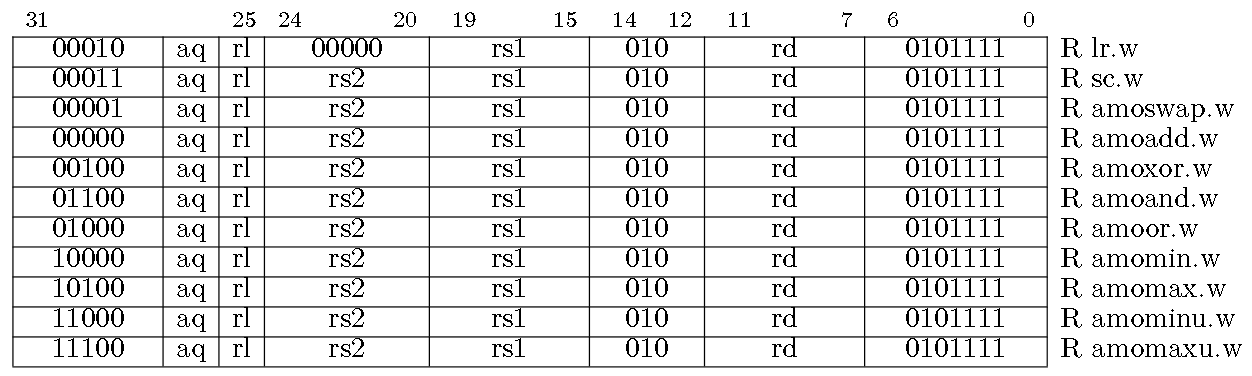 31 25 24 20 19 15 14 12 11 7 6 0
00010 aq rl 00000 rs1 010 rd 0101111 R lr.w
00011 aq rl rs2 rs1 010 rd 0101111 R sc.w
00001 aq rl rs2 rs1 010 rd 0101111 R amoswap.w
00000 aq rl rs2 rs1 010 rd 0101111 R amoadd.w
00100 aq rl rs2 rs1 010 rd 0101111 R amoxor.w
01100 aq rl rs2 rs1 010 rd 0101111 R amoand.w
01000 aq rl rs2 rs1 010 rd 0101111 R amoor.w
10000 aq rl rs2 rs1 010 rd 0101111 R amomin.w
10100 aq rl rs2 rs1 010 rd 0101111 R amomax.w
11000 aq rl rs2 rs1 010 rd 0101111 R amominu.w
11100 aq rl rs2 rs1 010 rd 0101111 R amomaxu.w